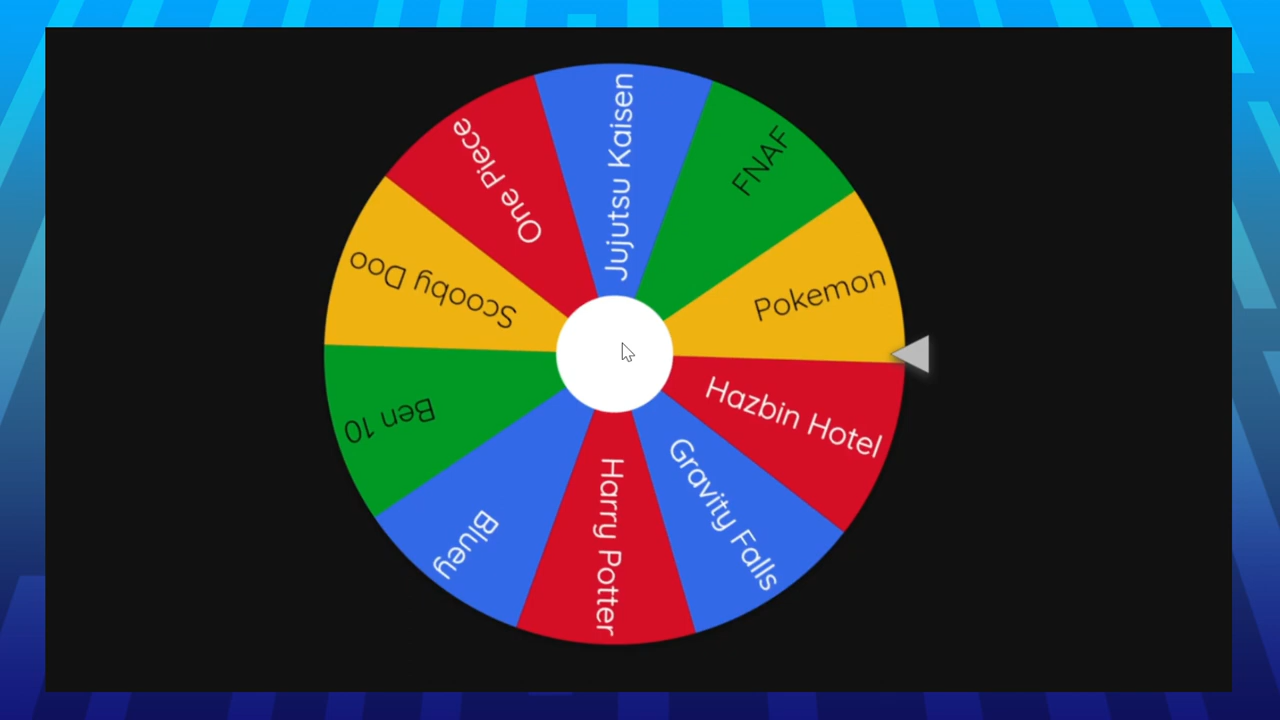 Jujutsu Kaisen
FNAF
Pokemon
Hazbin Hotel
Gravity Falls
Harry Potter
Bluey
Ben 10
Scooby Doo
One Piece